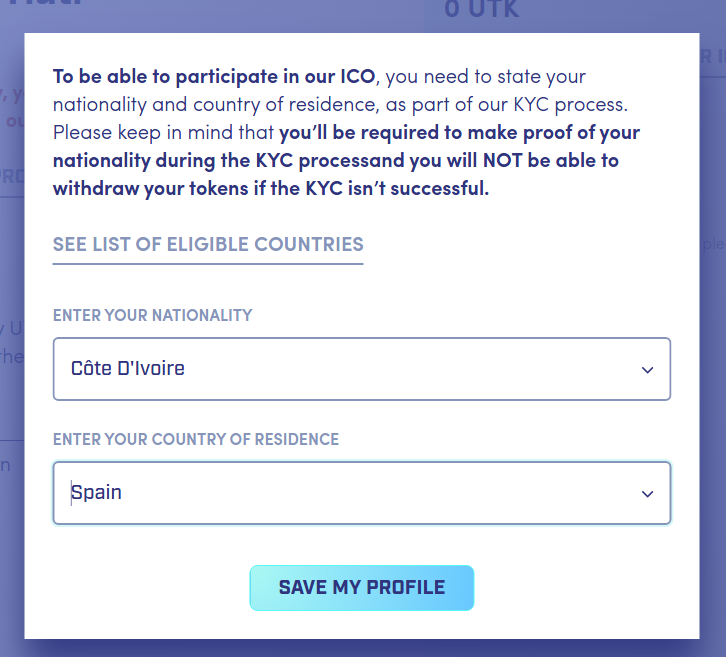 0 UTK
To be able to participate in our ICO, you need to state your
nationality and country of residence, as part of our KYC process.
Please keep in mind that you’ll be required to make proof of your
nationality during the KYC processand you will NOT be able to
withdraw your tokens if the KYC isn’t successful.
SEE LIST OF ELIGIBLE COUNTRIES
ENTER YOUR NATIONALITY
Côte D'Ivoire
ENTER YOUR COUNTRY OF RESIDENCE
Spain
SAVE MY PROFILE